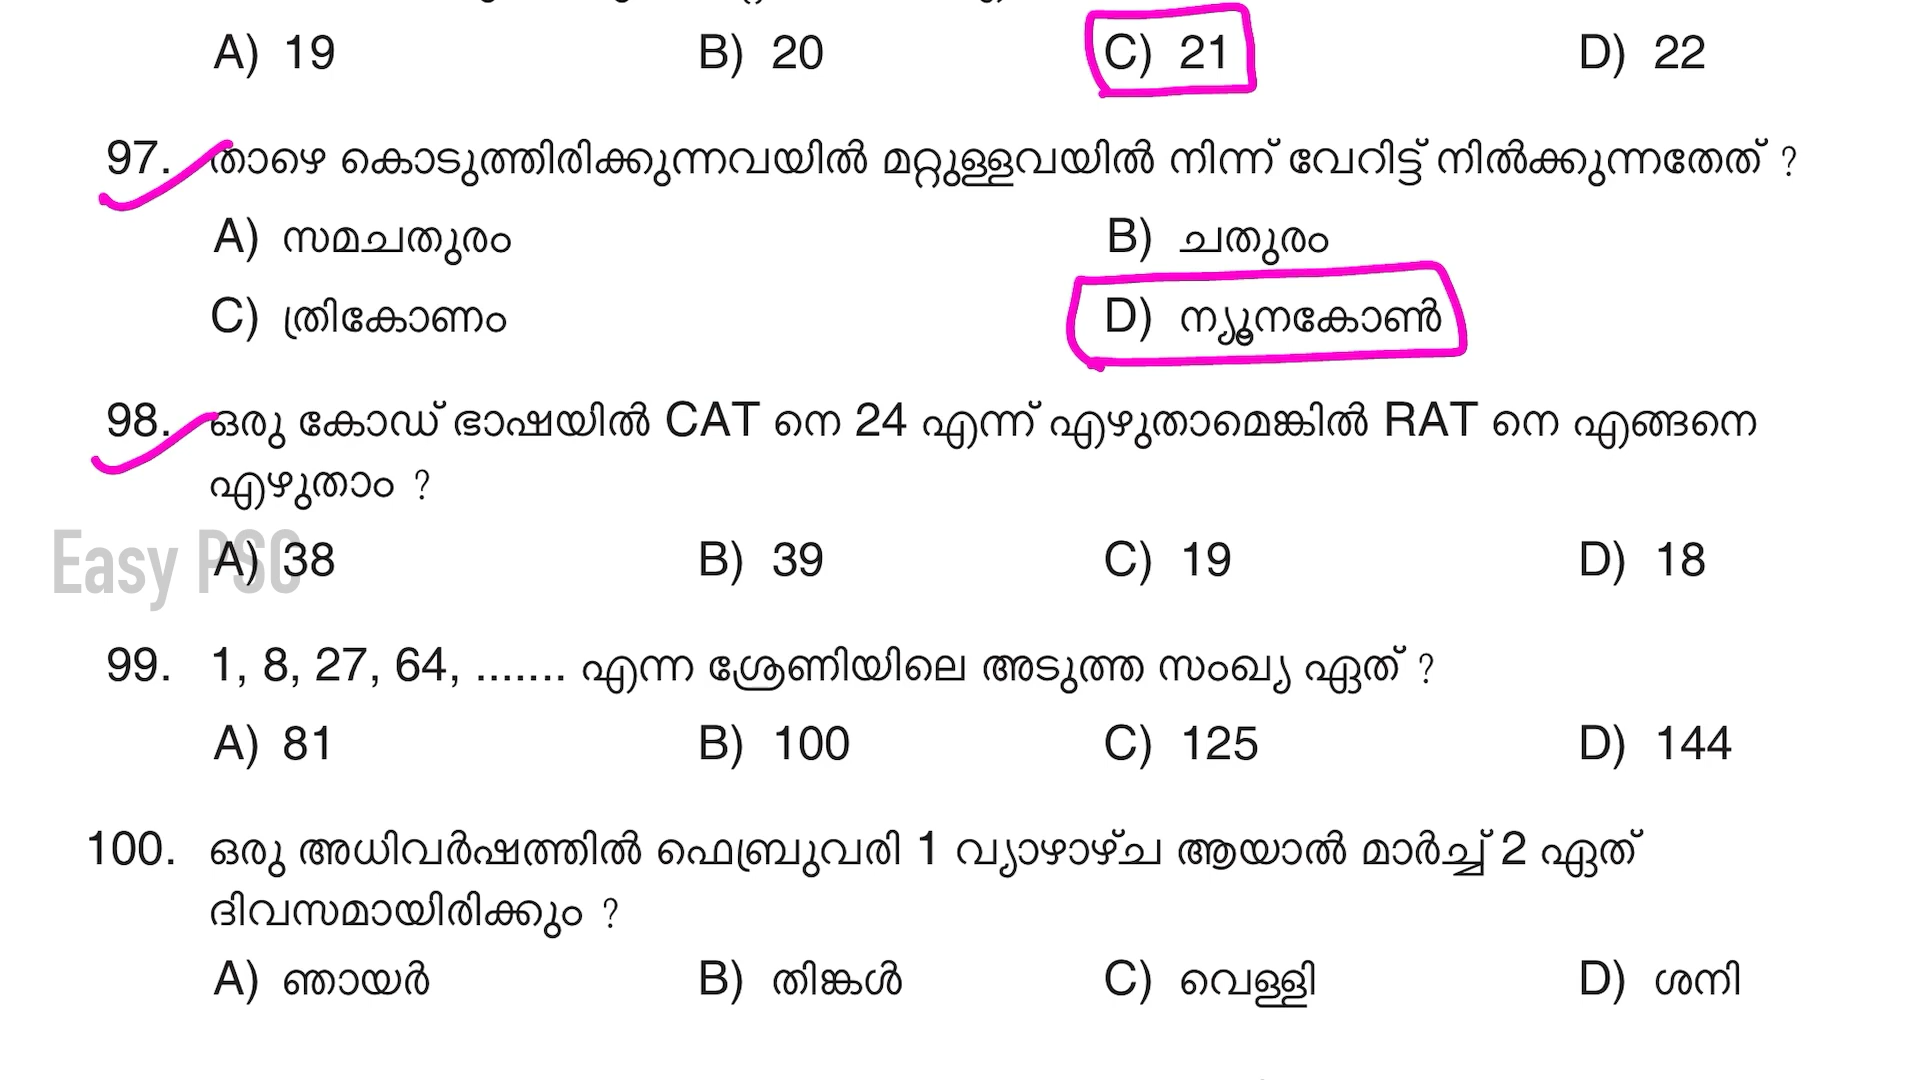 A) 19 B) 20 C) 21 D) 22
97. താഴെ കൊടുത്തിരിക്കുന്നവയിൽ മറ്റുള്ളവയിൽ നിന്ന് വേറിട്ട് നിൽക്കുന്നതേത് ?
A) സമചതുരം B) ചതുരം
C) ത്രികോണം D) ന്യൂനകോൺ
98. ഒരു കോഡ് ഭാഷയിൽ CAT നെ 24 എന്ന് എഴുതാമെങ്കിൽ RAT നെ എങ്ങനെ
എഴുതാം ?
Easy PSC
A) 38 B) 39 C) 19 D) 18
99. 1, 8, 27, 64, ....... എന്ന ശ്രേണിയിലെ അടുത്ത സംഖ്യ ഏത് ?
A) 81 B) 100 C) 125 D) 144
100. ഒരു അധിവർഷത്തിൽ ഫെബ്രുവരി 1 വ്യാഴാഴ്ച ആയാൽ മാർച്ച് 2 ഏത്
ദിവസമായിരിക്കും ?
A) ഞായർ B) തിങ്കൾ C) വെള്ളി D) ശനി